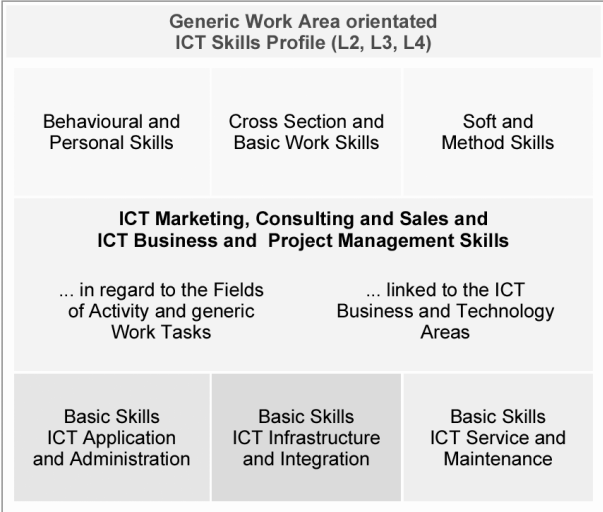 Generic Work Area orientated
ICT Skills Profile (L2, L3, L4)
Behavioural and
Personal Skills
Cross Section and
Basic Work Skills
Soft and
Method Skills
ICT Marketing, Consulting and Sales and
ICT Business and Project Management Skills
... in regard to the Fields
of Activity and generic
Work Tasks
... linked to the ICT
Business and Technology
Areas
Basic Skills
ICT Application
and Administration
Basic Skills
ICT Infrastructure
and Integration
Basic Skills
ICT Service and
Maintenance